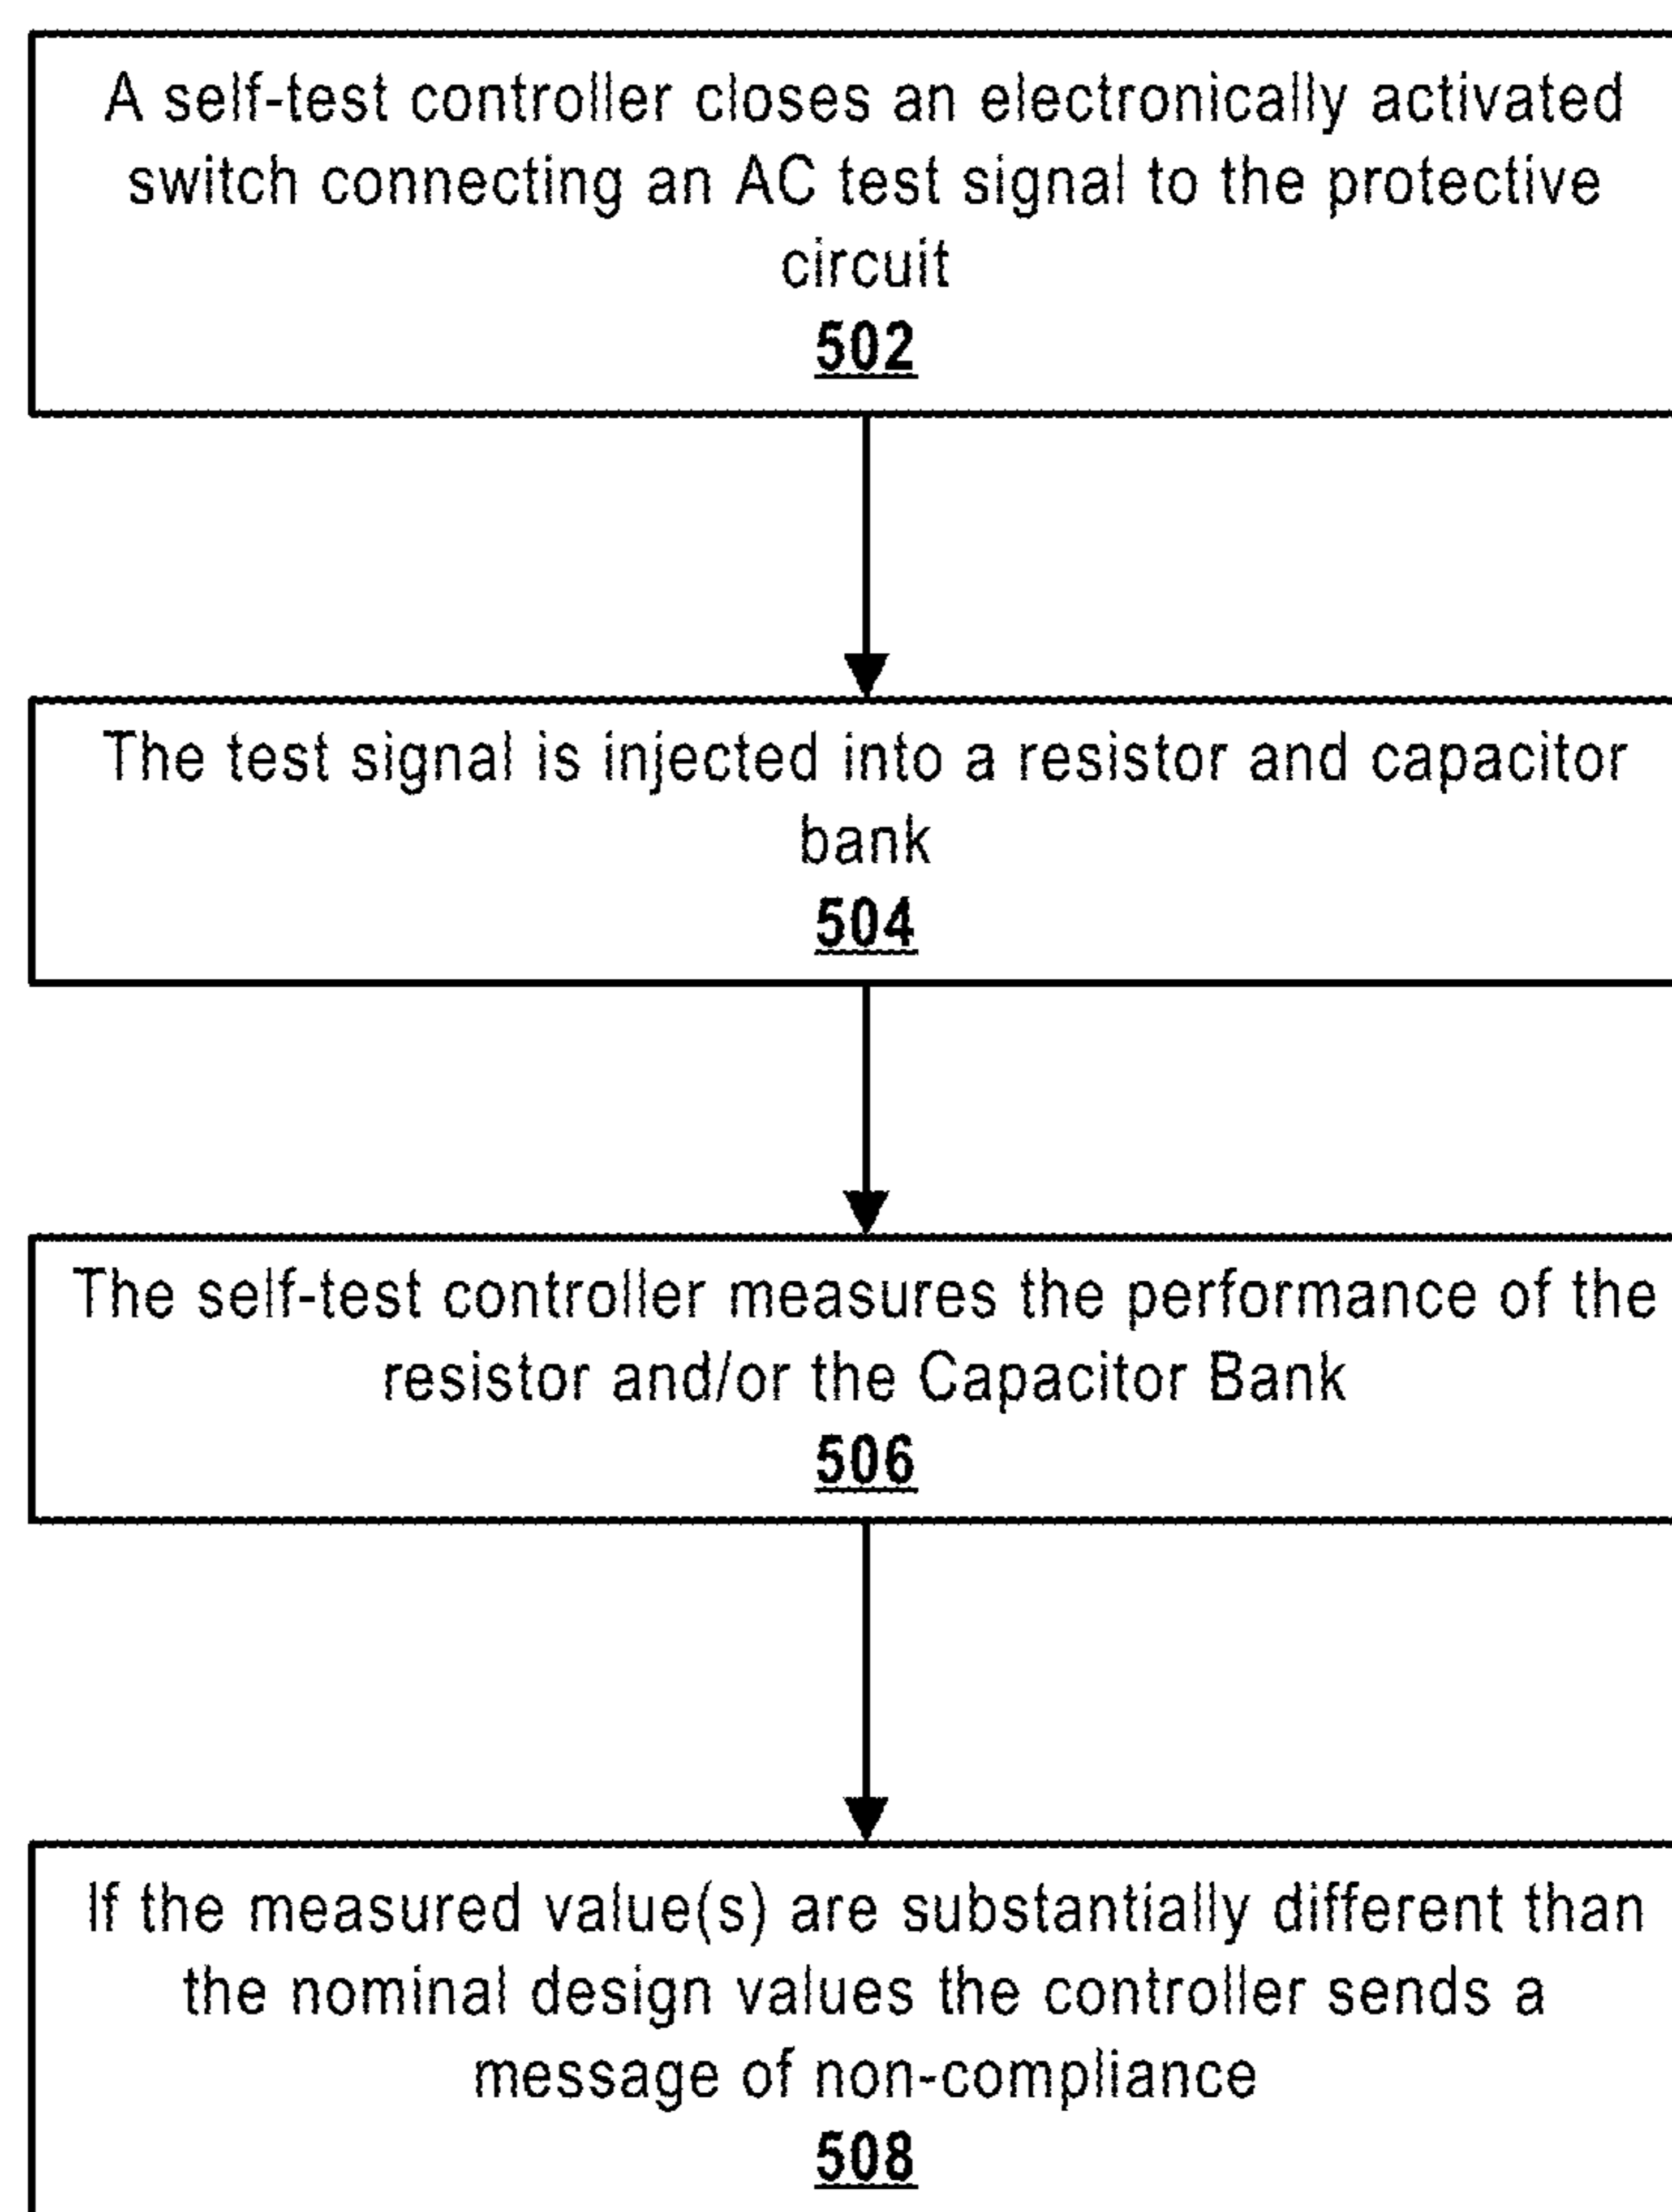 A self-test controller closes an electronically activated
switch connecting an AC test signal to the protective
circuit
502
The test signal is injected into a resistor and capacitor
bank
504
The self-test controller measures the performance of the
resistor and/or the Capacitor Bank
506
If the measured value(s) are substantially different than
the nominal design values the controller sends a
message of non-compliance
508